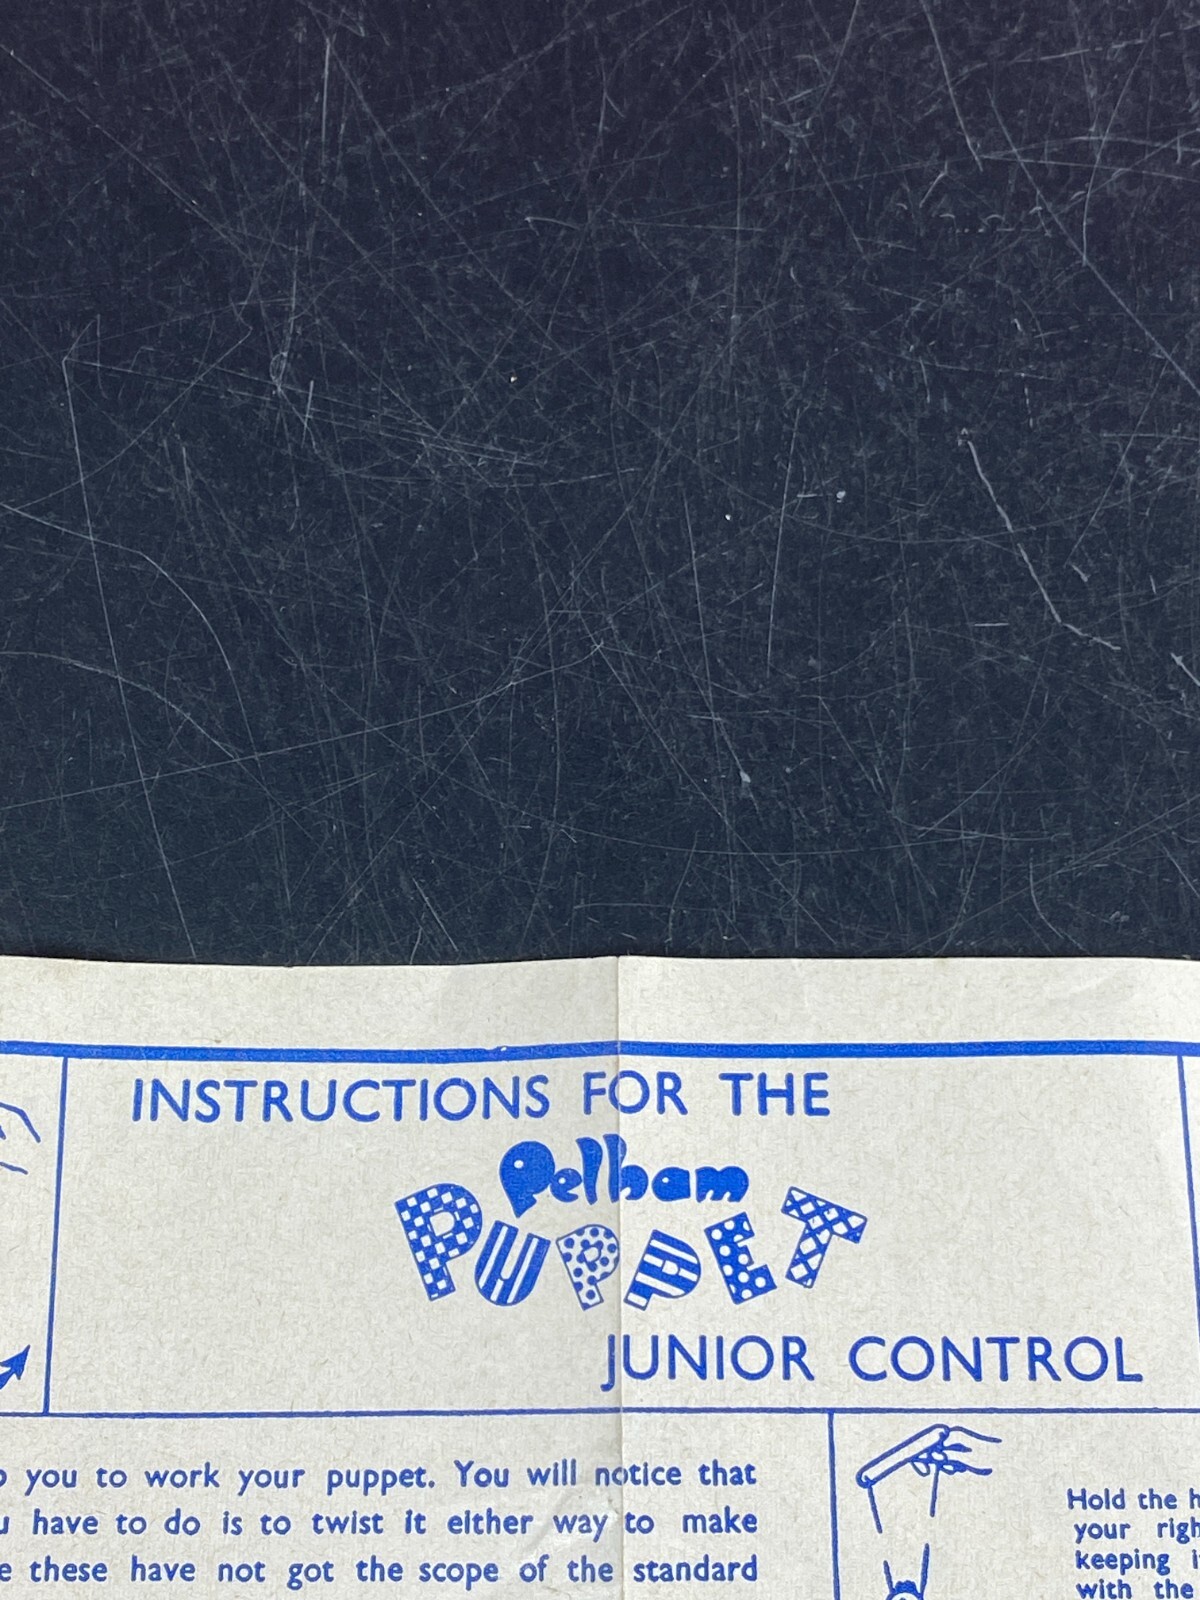 INSTRUCTIONS FOR THE
Pelham
PUPPET
JUNIOR CONTROL
you to work your puppet. You will notice that
have to do is to twist it either way to make
these have not got the scope of the standard
Hold the
your
keeping
with the